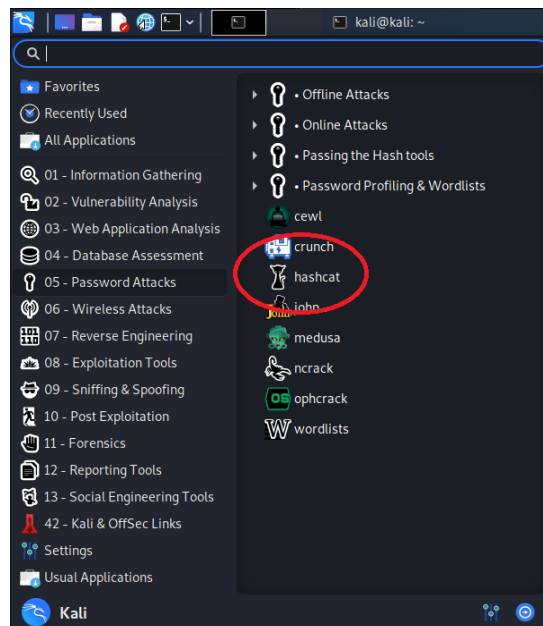 kali@kali: ~
Favorites
Recently Used
All Applications
01 - Information Gathering
02 - Vulnerability Analysis
03 - Web Application Analysis
04 - Database Assessment
05 - Password Attacks
06 - Wireless Attacks
07 - Reverse Engineering
08 - Exploitation Tools
09 - Sniffing & Spoofing
10 - Post Exploitation
11 - Forensics
12 - Reporting Tools
13 - Social Engineering Tools
42 - Kali & OffSec Links
Settings
Usual Applications
• Offline Attacks
• Online Attacks
• Passing the Hash tools
• Password Profiling & Wordlists
cewl
crunch
hashcat
john
medusa
ncrack
ophcrack
wordlists
Kali